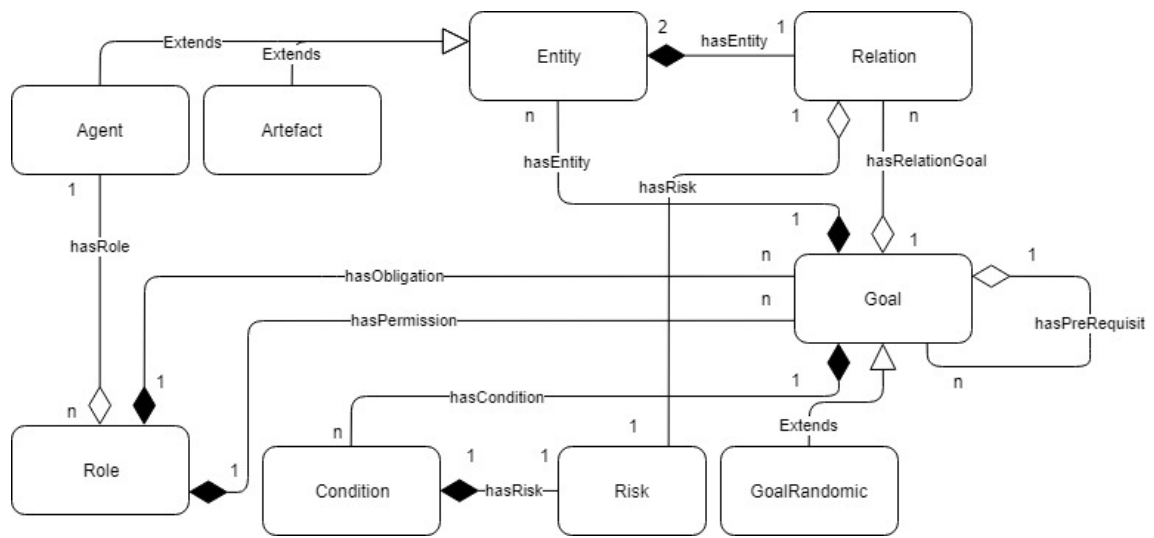 2
1
Extends
hasEntity
Extends
Entity
Relation
n
1
n
Agent
Artefact
hasEntity
hasRelationGoal
1
hasRisk
1
1
hasRole
n
1
hasObligation
n
Goal
hasPermission
hasPreRequisit
1
1
n
hasCondition
n
1
Extends
n
1
1
1
Role
Condition
hasRisk
Risk
GoalRandomic